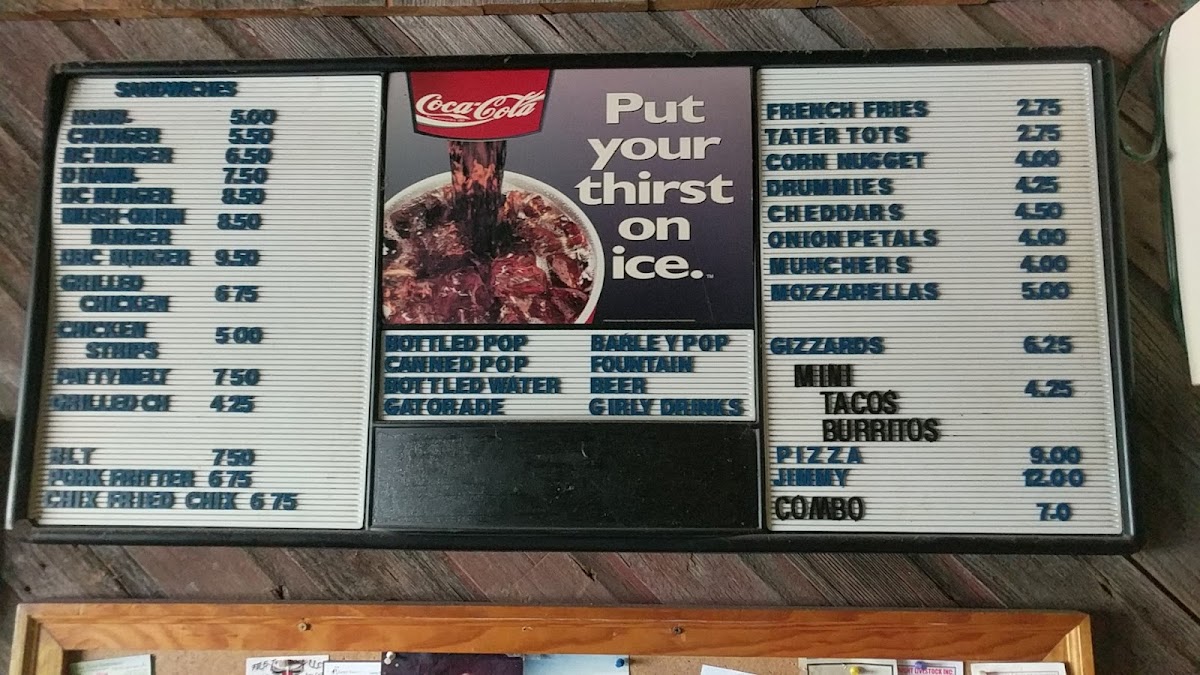 SANDWICHES
HAMB. 5.00
CBURGER 5.50
BC BURGER 6.50
D HAMB. 7.50
DC BURGER 8.50
MUSH-ONION 8.50
BURGER
DBC BURGER 9.50
GRILLED
CHICKEN 6 75
CHICKEN 5 00
STRIPS
PATTYMELT 7 50
GRILLED CH 4 25
BLT 7 50
PORK FRITTER 6 75
CHIX FRIED CHIX 6 75
Coca-Cola
Put
your
thirst
on
ice.™
BOTTLED POP BARLEY POP
CANNED POP FOUNTAIN
BOTTLED WATER BEER
GATORADE GIRLY DRINKS
FRENCH FRIES 2.75
TATER TOTS 2.75
CORN NUGGET 4.00
DRUMMIES 4.25
CHEDDARS 4.50
ONION PETALS 4.00
MUNCHERS 4.00
MOZZARELLAS 5.00
GIZZARDS 6.25
MINI
TACOS 4.25
BURRITOS
PIZZA 9.00
JIMMY 12.00
COMBO 7.0